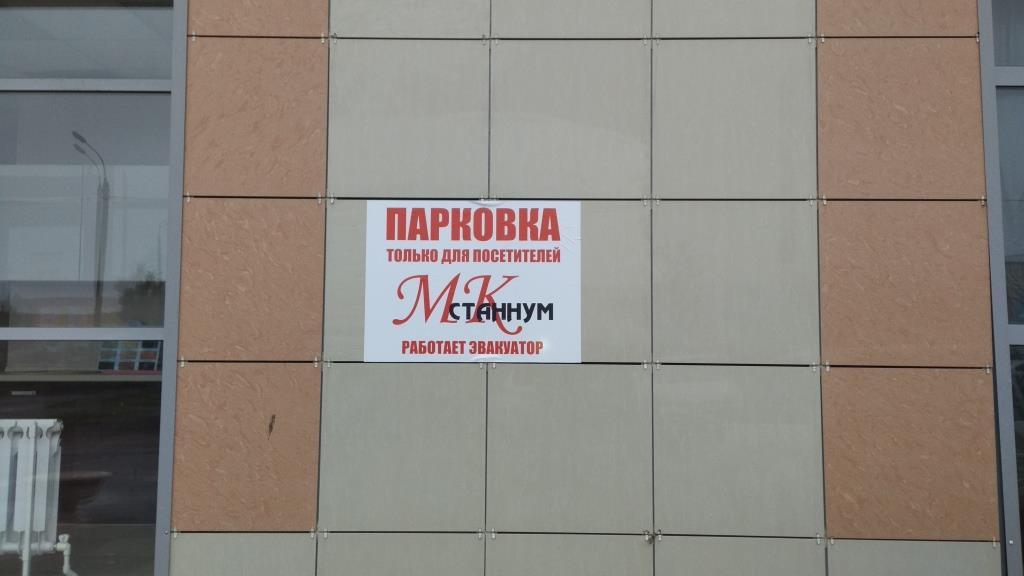 ПАРКОВКА
ТОЛЬКО ДЛЯ ПОСЕТИТЕЛЕЙ
МК
СТАННУМ
РАБОТАЕТ ЭВАКУАТОР